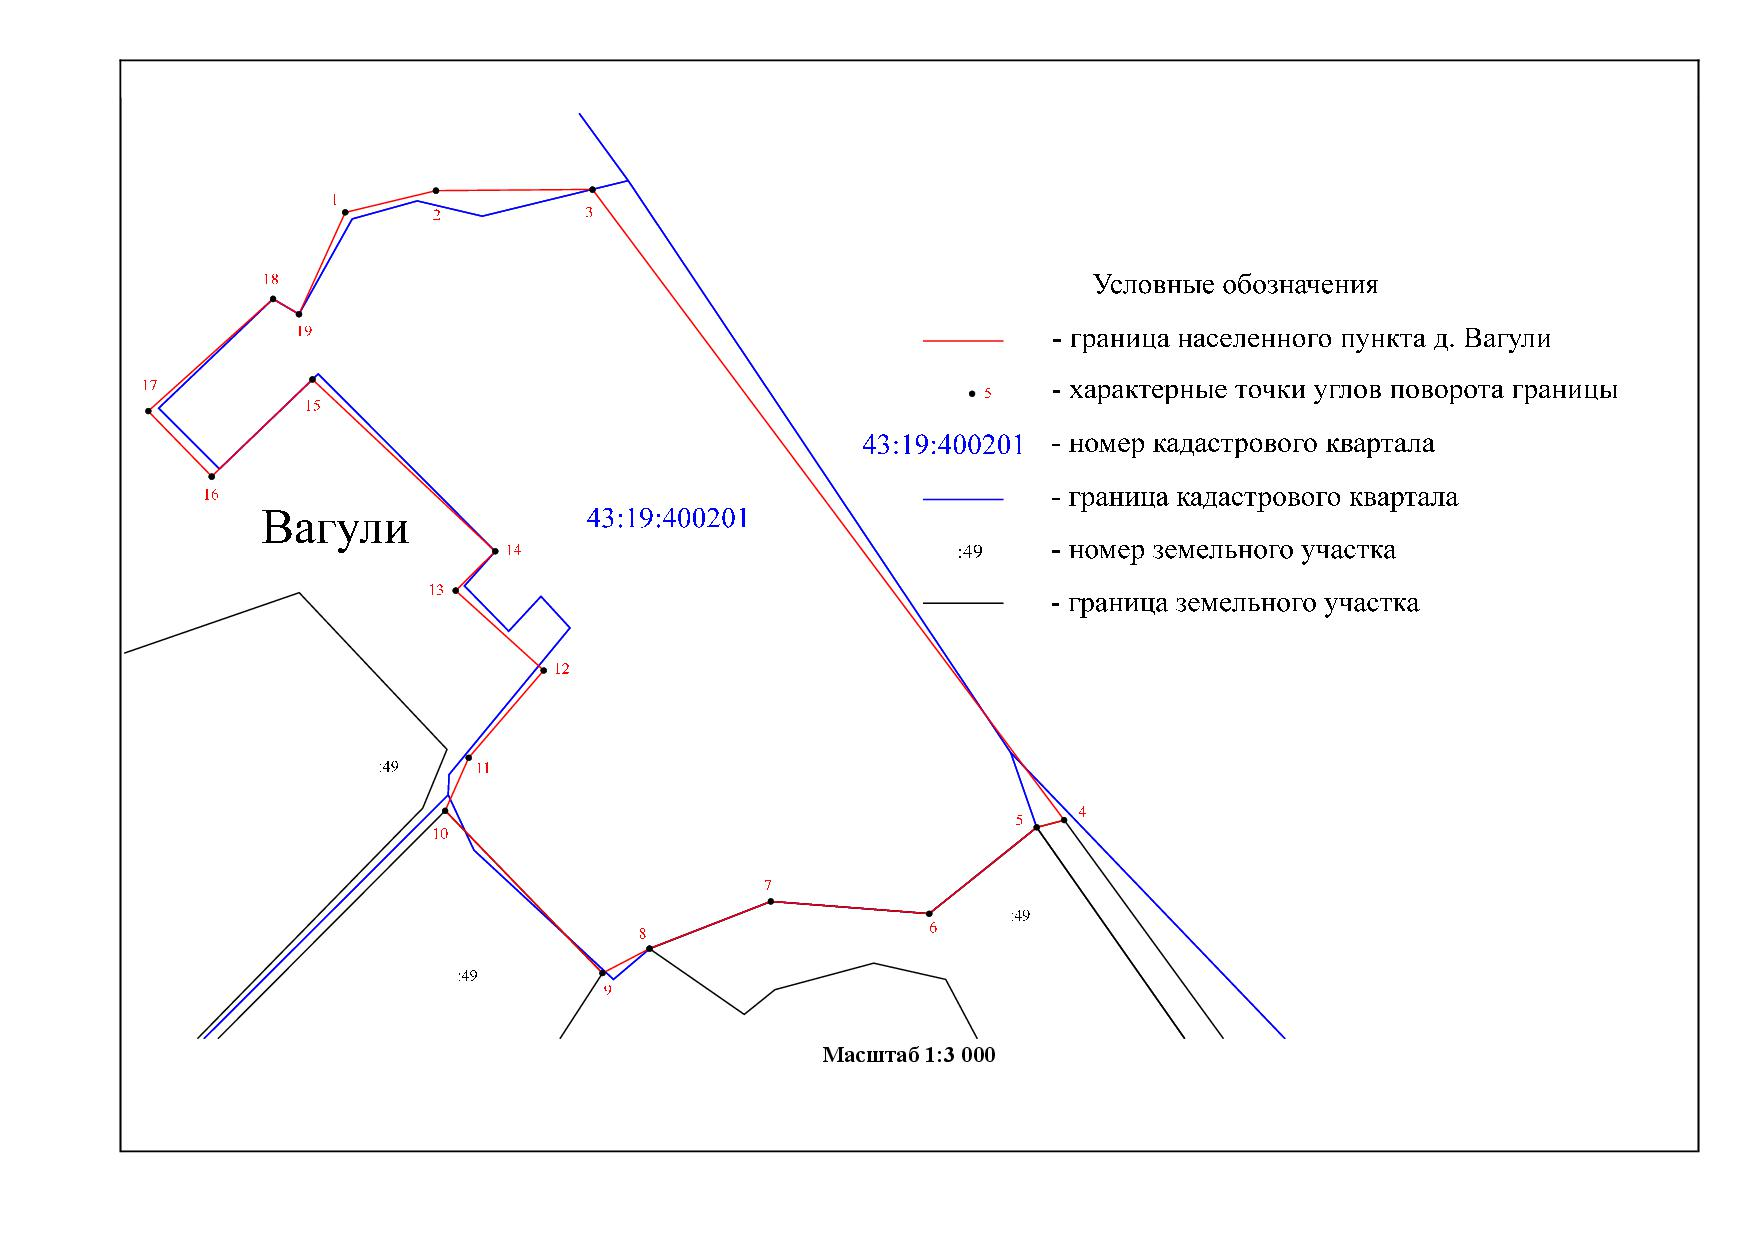 1
2
3
18
19
17
15
16
Вагули
14
43:19:400201
13
12
11
:49
10
4
5
7
6
:49
8
:49
9
Условные обозначения
- граница населенного пункта д. Вагули
5 - характерные точки углов поворота границы
43:19:400201 - номер кадастрового квартала
- граница кадастрового квартала
:49 - номер земельного участка
- граница земельного участка
Масштаб 1:3 000